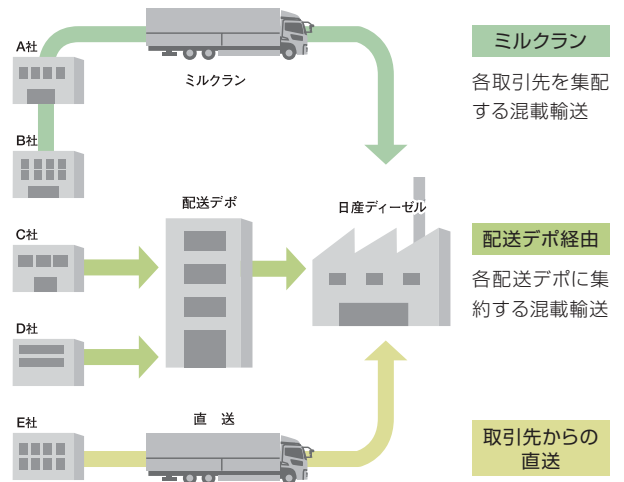 A社
ミルクラン
B社
配送デポ
日産ディーゼル
C社
D社
E社
直 送
ミルクラン
各取引先を集配
する混載輸送
配送デポ経由
各配送デポに集
約する混載輸送
取引先からの
直送